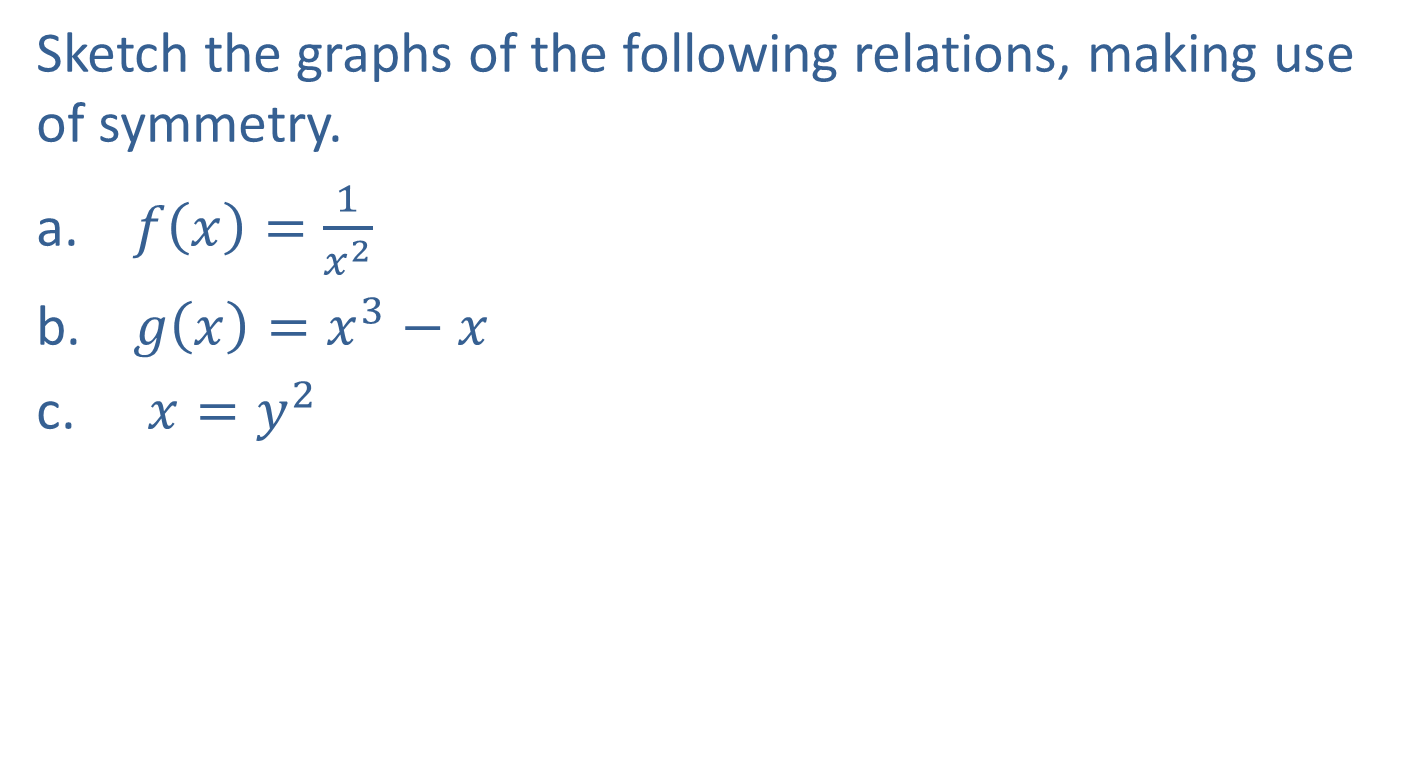 Sketch the graphs of the following relations, making use
of symmetry.
a. f(x) = 1/x²
b. g(x) = x³ − x
c. x = y²